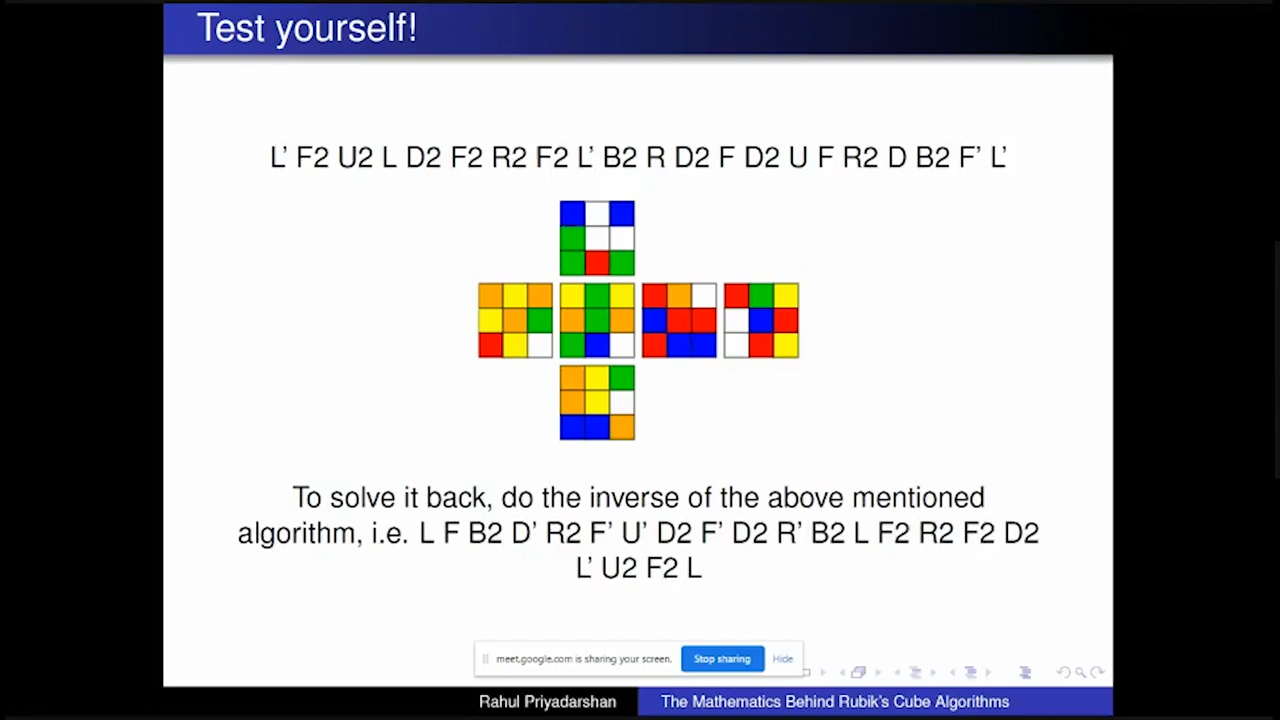 Test yourself!
L’ F2 U2 L D2 F2 R2 F2 L’ B2 R D2 F D2 U F R2 D B2 F’ L’
To solve it back, do the inverse of the above mentioned
algorithm, i.e. L F B2 D’ R2 F’ U’ D2 F’ D2 R’ B2 L F2 R2 F2 D2
L’ U2 F2 L
meet.google.com is sharing your screen. Stop sharing Hide
Rahul Priyadarshan The Mathematics Behind Rubik’s Cube Algorithms